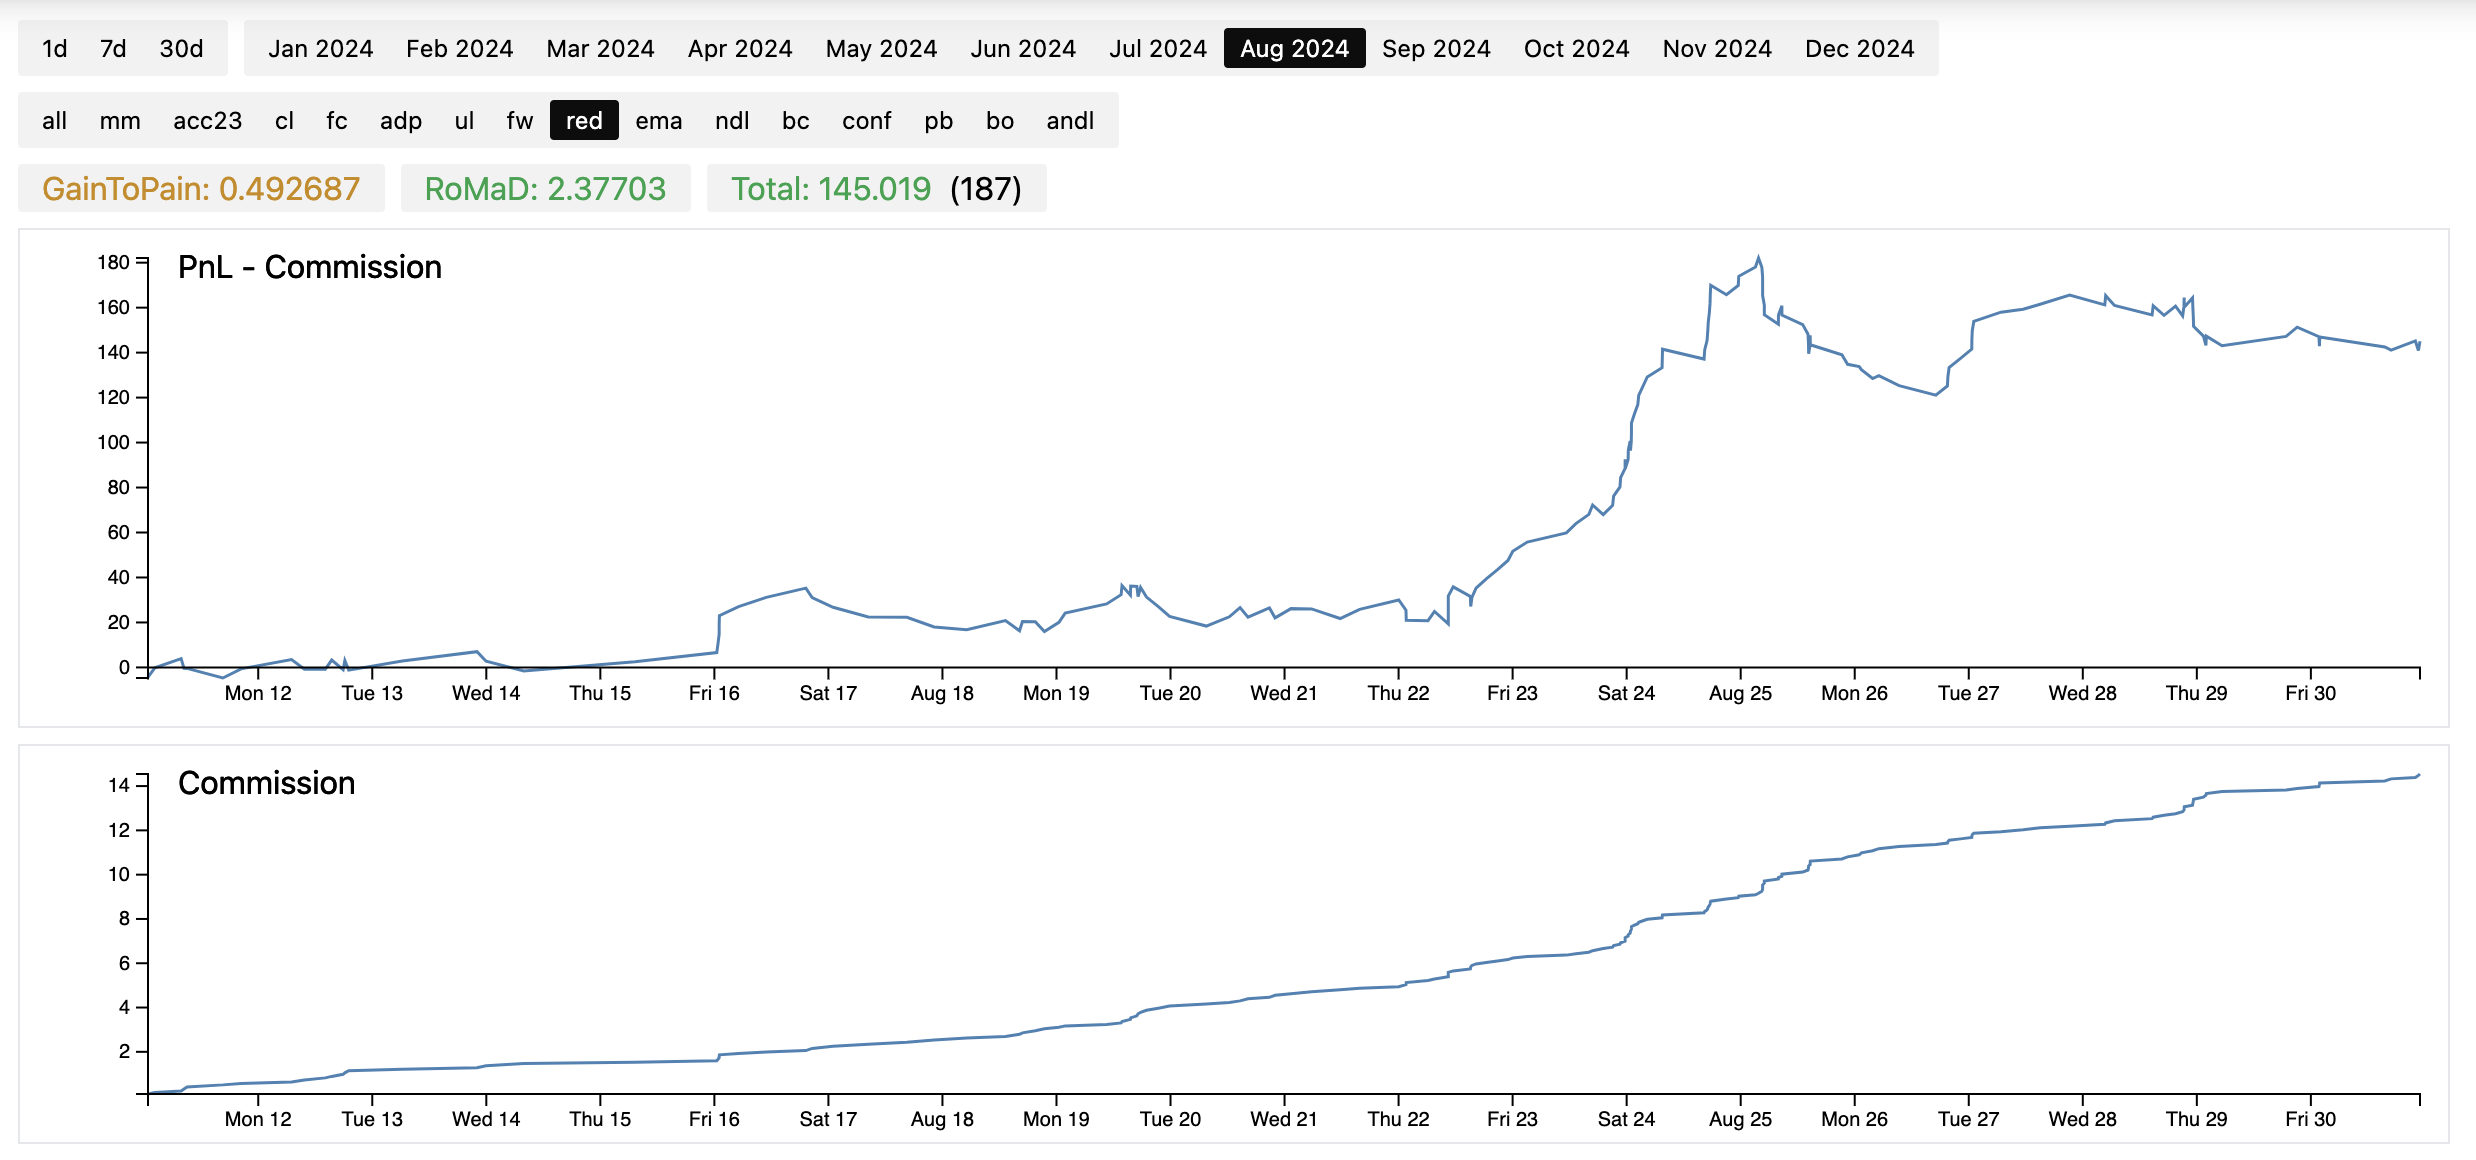 1d 7d 30d Jan 2024 Feb 2024 Mar 2024 Apr 2024 May 2024 Jun 2024 Jul 2024 Aug 2024 Sep 2024 Oct 2024 Nov 2024 Dec 2024
all mm acc23 cl fc adp ul fw red ema ndl bc conf pb bo andl
GainToPain: 0.492687 RoMaD: 2.37703 Total: 145.019 (187)
PnL - Commission
180
160
140
120
100
80
60
40
20
0
Mon 12 Tue 13 Wed 14 Thu 15 Fri 16 Sat 17 Aug 18 Mon 19 Tue 20 Wed 21 Thu 22 Fri 23 Sat 24 Aug 25 Mon 26 Tue 27 Wed 28 Thu 29 Fri 30
Commission
14
12
10
8
6
4
2
Mon 12 Tue 13 Wed 14 Thu 15 Fri 16 Sat 17 Aug 18 Mon 19 Tue 20 Wed 21 Thu 22 Fri 23 Sat 24 Aug 25 Mon 26 Tue 27 Wed 28 Thu 29 Fri 30